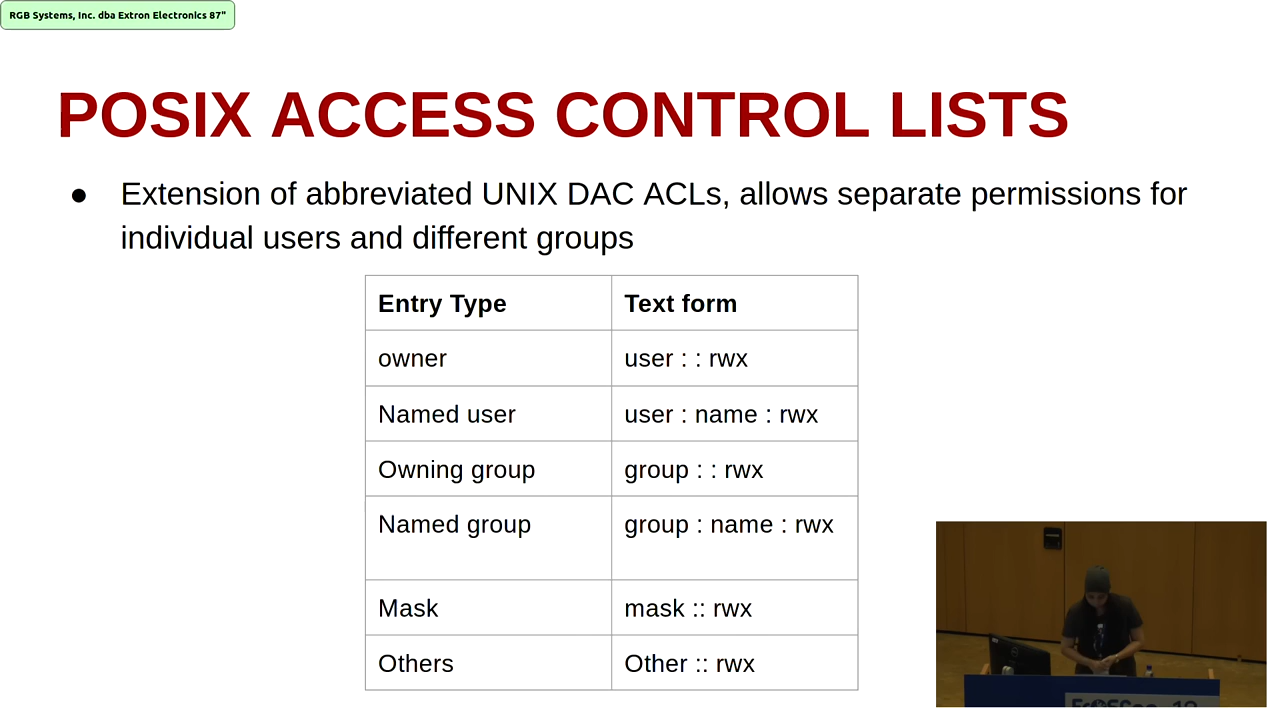 RGB Systems, Inc. dba Extron Electronics 87"
POSIX ACCESS CONTROL LISTS
● Extension of abbreviated UNIX DAC ACLs, allows separate permissions for
individual users and different groups
Entry Type Text form
owner user : : rwx
Named user user : name : rwx
Owning group group : : rwx
Named group group : name : rwx
Mask mask :: rwx
Others Other :: rwx